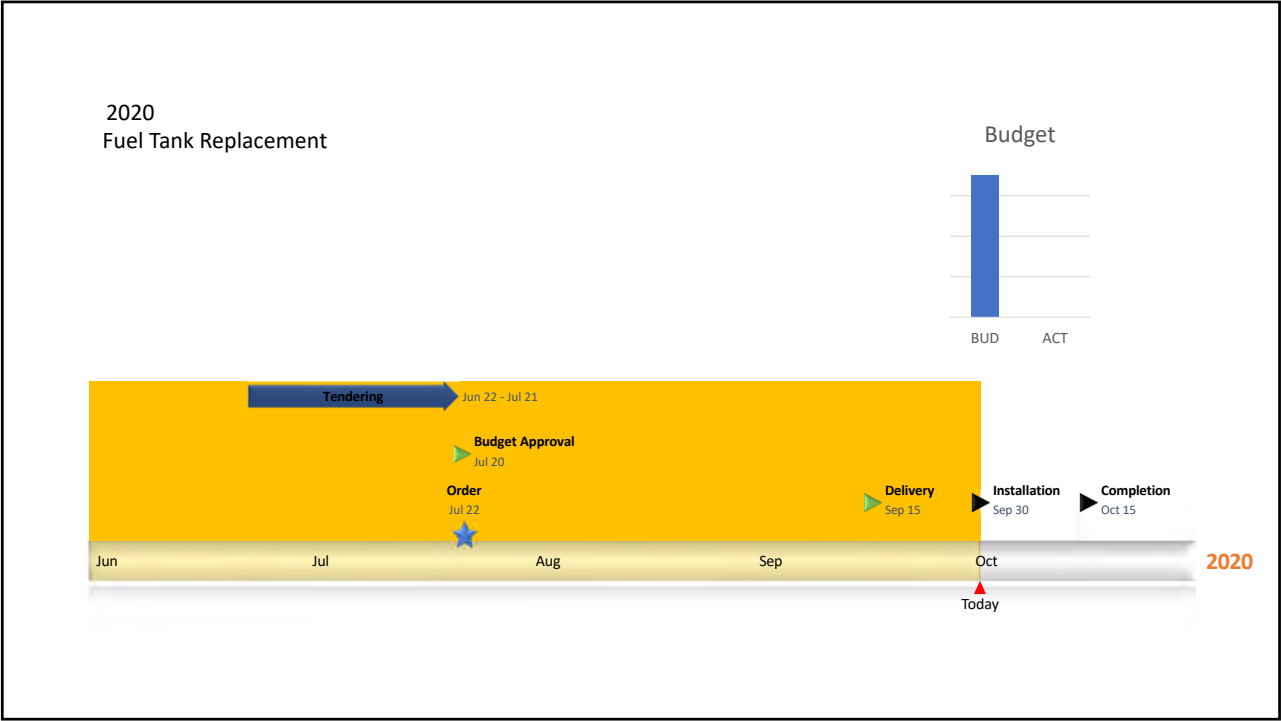 2020
Fuel Tank Replacement
Budget
BUD ACT
Tendering Jun 22 - Jul 21
Budget Approval
Jul 20
Order
Jul 22
Delivery
Sep 15
Installation
Sep 30
Completion
Oct 15
Jun Jul Aug Sep Oct
2020
Today